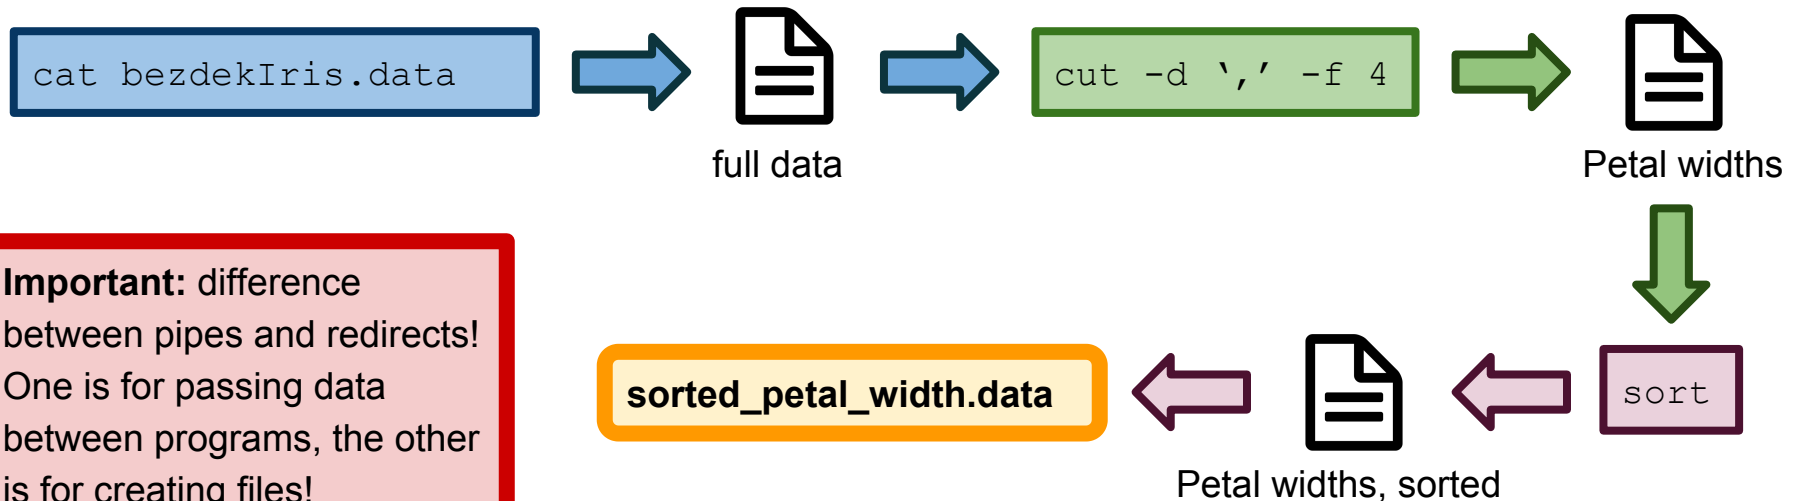 cat bezdekIris.data
cut -d ‘,’ -f 4
full data
Petal widths
Important: difference
between pipes and redirects!
One is for passing data
between programs, the other
is for creating files!
sorted_petal_width.data
sort
Petal widths, sorted